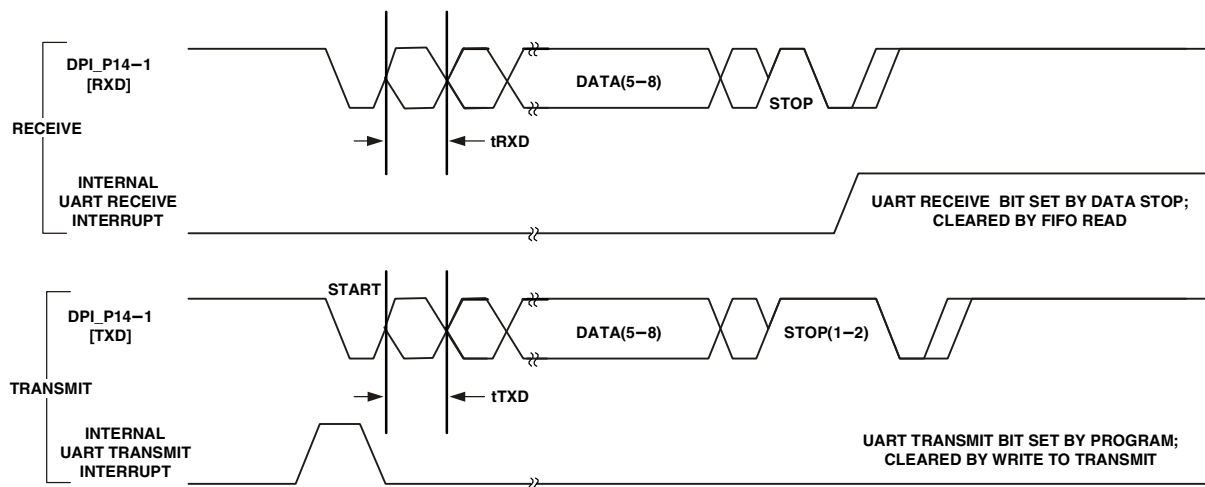 DPI_P14–1
[RXD]
DATA(5–8)
STOP
RECEIVE
tRXD
INTERNAL
UART RECEIVE
INTERRUPT
UART RECEIVE BIT SET BY DATA STOP;
CLEARED BY FIFO READ
START
DPI_P14–1
[TXD]
DATA(5–8)
STOP(1–2)
TRANSMIT
tTXD
INTERNAL
UART TRANSMIT
INTERRUPT
UART TRANSMIT BIT SET BY PROGRAM;
CLEARED BY WRITE TO TRANSMIT